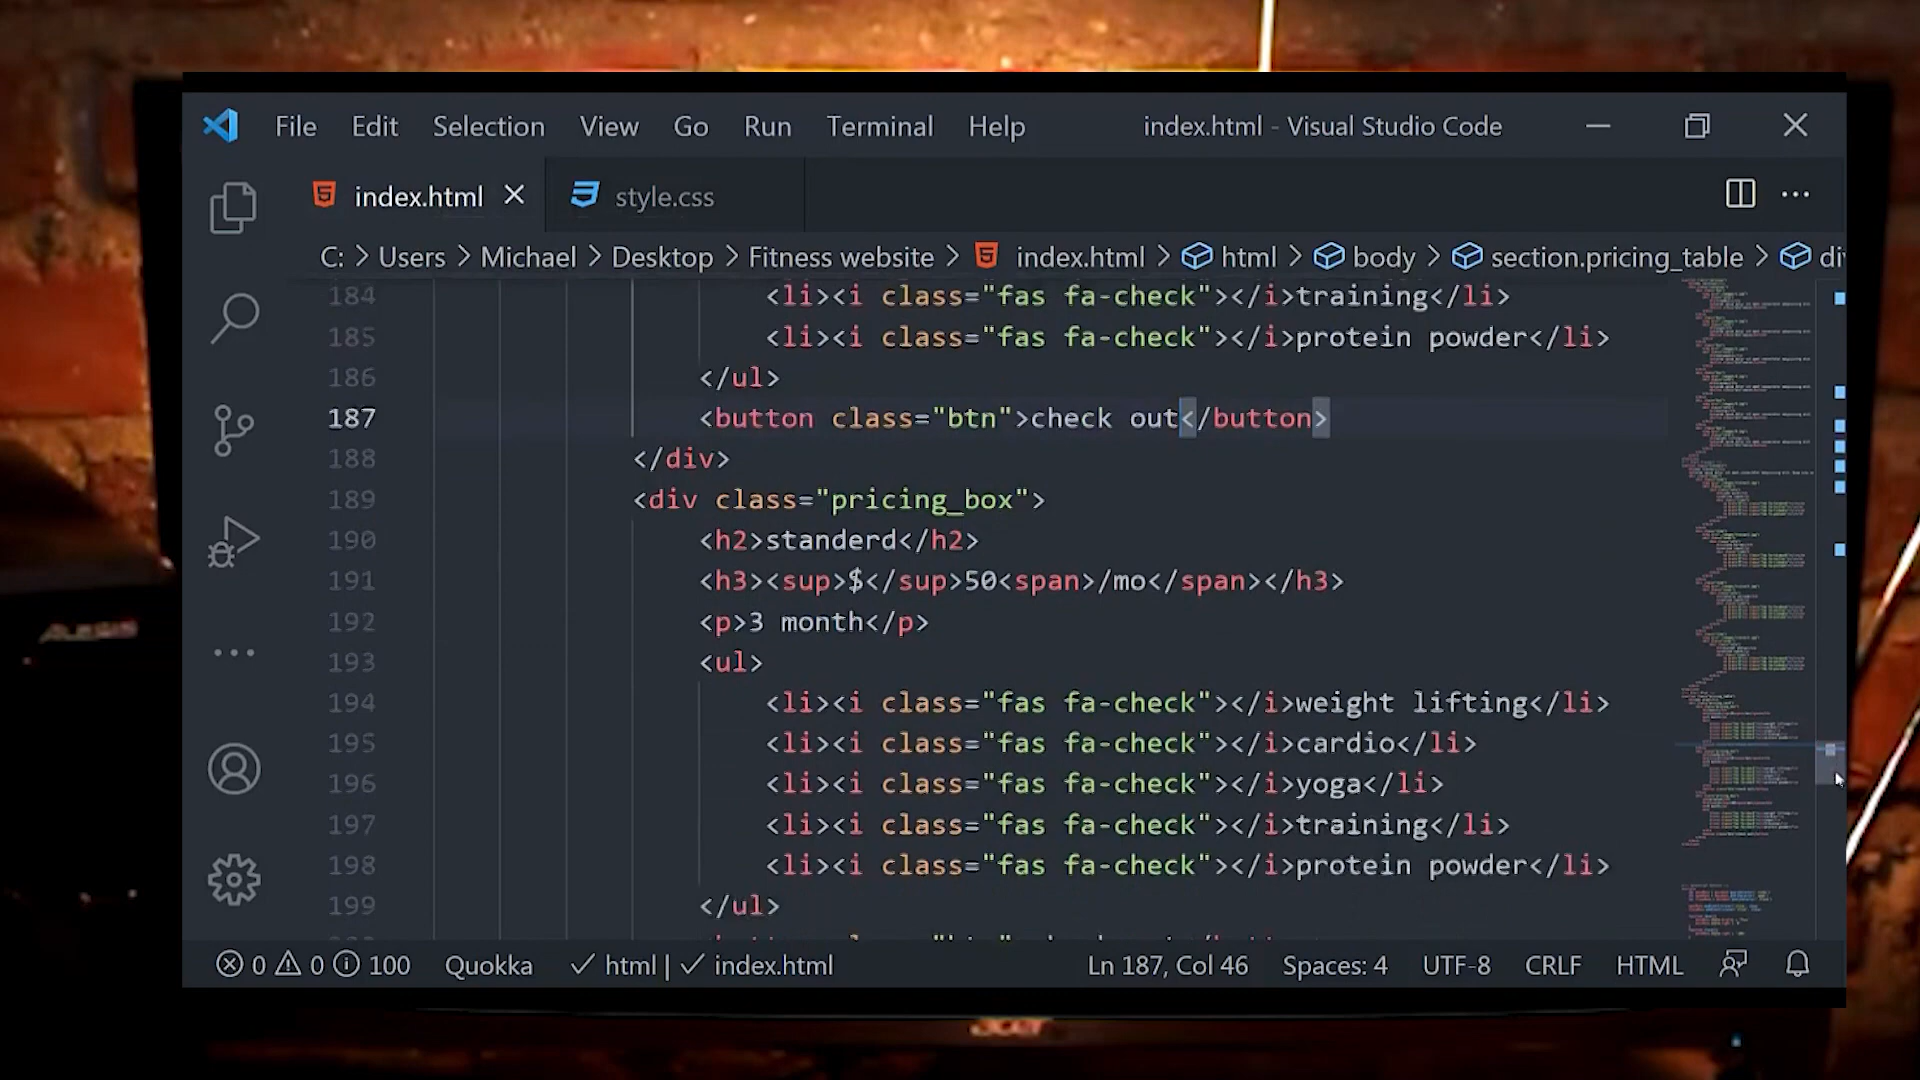 File Edit Selection View Go Run Terminal Help index.html - Visual Studio Code
index.html style.css
C: > Users > Michael > Desktop > Fitness website > index.html > html > body > section.pricing_table >
184 <li><i class="fas fa-check"></i>training</li>
185 <li><i class="fas fa-check"></i>protein powder</li>
186 </ul>
187 <button class="btn">check out</button>
188 </div>
189 <div class="pricing_box">
190 <h2>standerd</h2>
191 <h3><sup>$</sup>50<span>/mo</span></h3>
192 <p>3 month</p>
193 <ul>
194 <li><i class="fas fa-check"></i>weight lifting</li>
195 <li><i class="fas fa-check"></i>cardio</li>
196 <li><i class="fas fa-check"></i>yoga</li>
197 <li><i class="fas fa-check"></i>training</li>
198 <li><i class="fas fa-check"></i>protein powder</li>
199 </ul>
0 0 100 Quokka html | index.html Ln 187, Col 46 Spaces: 4 UTF-8 CRLF HTML
ALESIS
acer